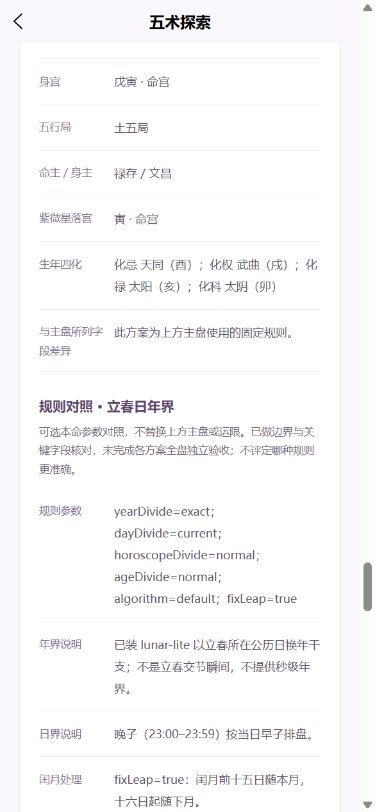 五术探索
身宫
戊寅 · 命宫
五行局
土五局
命主 / 身主
禄存 / 文昌
紫微星落宫
寅 · 命宫
生年四化
化忌 天同（酉）；化权 武曲（戌）；化
禄 太阳（亥）；化科 太阴（卯）
与主盘所列字
段差异
此方案为上方主盘使用的固定规则。
规则对照 · 立春日年界
可选本命参数对照，不替换上方主盘或运限。已做边界与关
键字段核对，未完成各方案全盘独立验收；不评定哪种规则
更准确。
规则参数
yearDivide=exact；
dayDivide=current；
horoscopeDivide=normal；
ageDivide=normal；
algorithm=default；fixLeap=true
年界说明
已装 lunar-lite 以立春所在公历日换年干
支；不是立春交节瞬间，不提供秒级年
界。
日界说明
晚子（23:00–23:59）按当日早子排盘。
闰月处理
fixLeap=true：闰月前十五日随本月，
十六日起随下月。